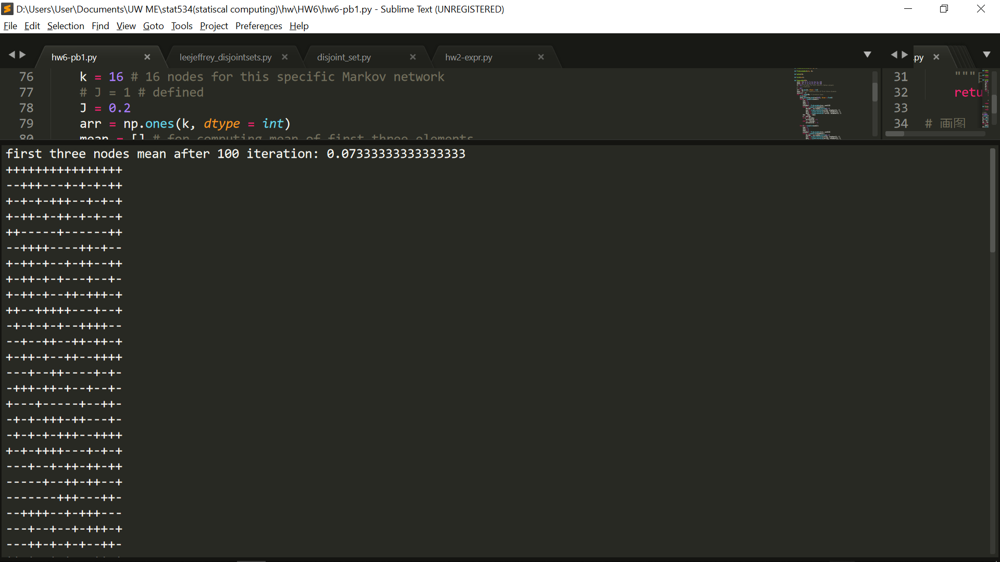 D:\Users\User\Documents\UW ME\stat534(statiscal computing)\hw\HW6\hw6-pb1.py - Sublime Text (UNREGISTERED)
File Edit Selection Find View Goto Tools Project Preferences Help
hw6-pb1.py leejeffrey_disjointsets.py disjoint_set.py hw2-expr.py .py
76 k = 16 # 16 nodes for this specific Markov network
77 # J = 1 # defined
78 J = 0.2
79 arr = np.ones(k, dtype = int)
80 mean = [] # for computing mean of first three elements
31 """
32 retu
33
34 # 画图
first three nodes mean after 100 iteration: 0.07333333333333333
++++++++++++++++
--+++---+-+-+-++
+-+-+-+++--+-+-+
+-++-+-++-+-+--+
++-----+------++
--++++----++-+--
+-++-+--+-++--++
+-++-+-+---+--+-
+-++-+--++-+++-+
++--+++++---+--+
-+-+-+-+--++++--
--+--++--++-++-+
+-++-+--++--++++
---+--++----+-+-
-+++-++-+--+--+-
+---+-----+--++-
-+-+-+++-++---+-
-+-+-+-+++--++++
+-+-++++---+-+-+
---+--+-++-++-++
-----+--++-++--+
-------+++---++-
--++++--+-+++---
---+--+--+-+++-+
---++-+-+--+-++-